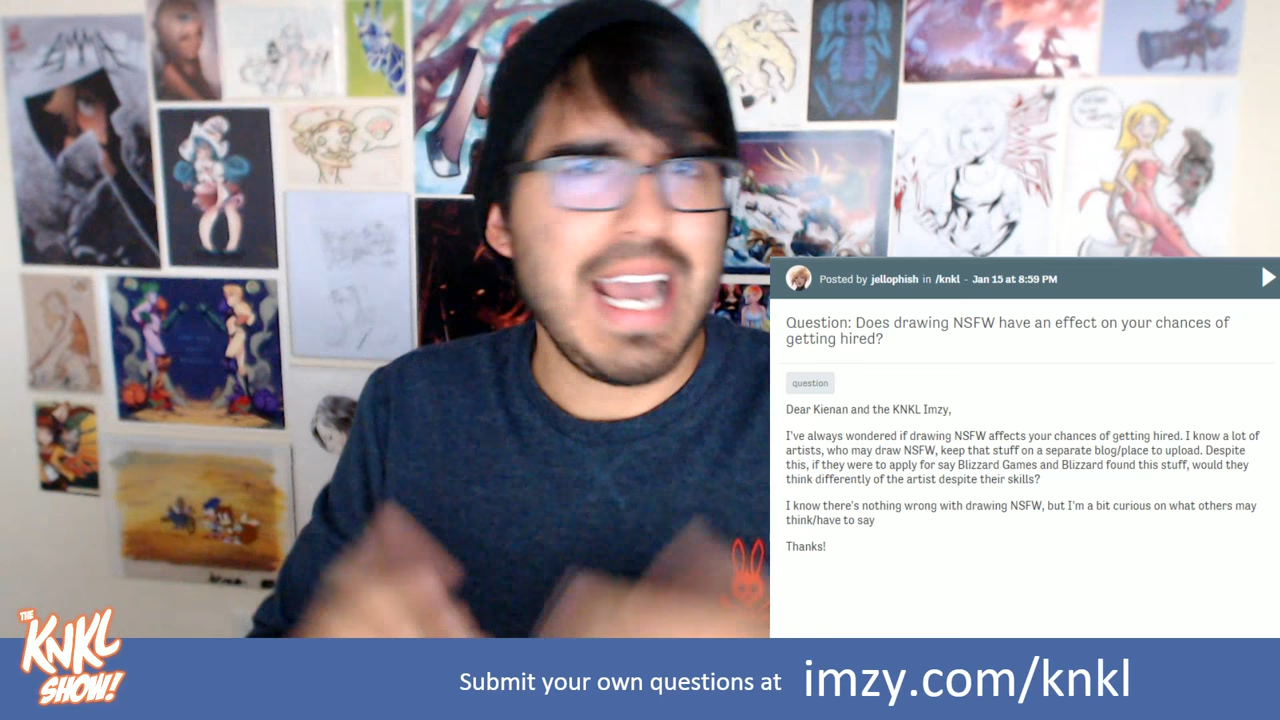 Posted by jellophish in /knkl - Jan 15 at 8:59 PM
Question: Does drawing NSFW have an effect on your chances of
getting hired?
question
Dear Kienan and the KNKL Imzy,
I've always wondered if drawing NSFW affects your chances of getting hired. I know a lot of
artists, who may draw NSFW, keep that stuff on a separate blog/place to upload. Despite
this, if they were to apply for say Blizzard Games and Blizzard found this stuff, would they
think differently of the artist despite their skills?
I know there's nothing wrong with drawing NSFW, but I'm a bit curious on what others may
think/have to say
Thanks!
THE
KNKL
SHOW!
Submit your own questions at imzy.com/knkl